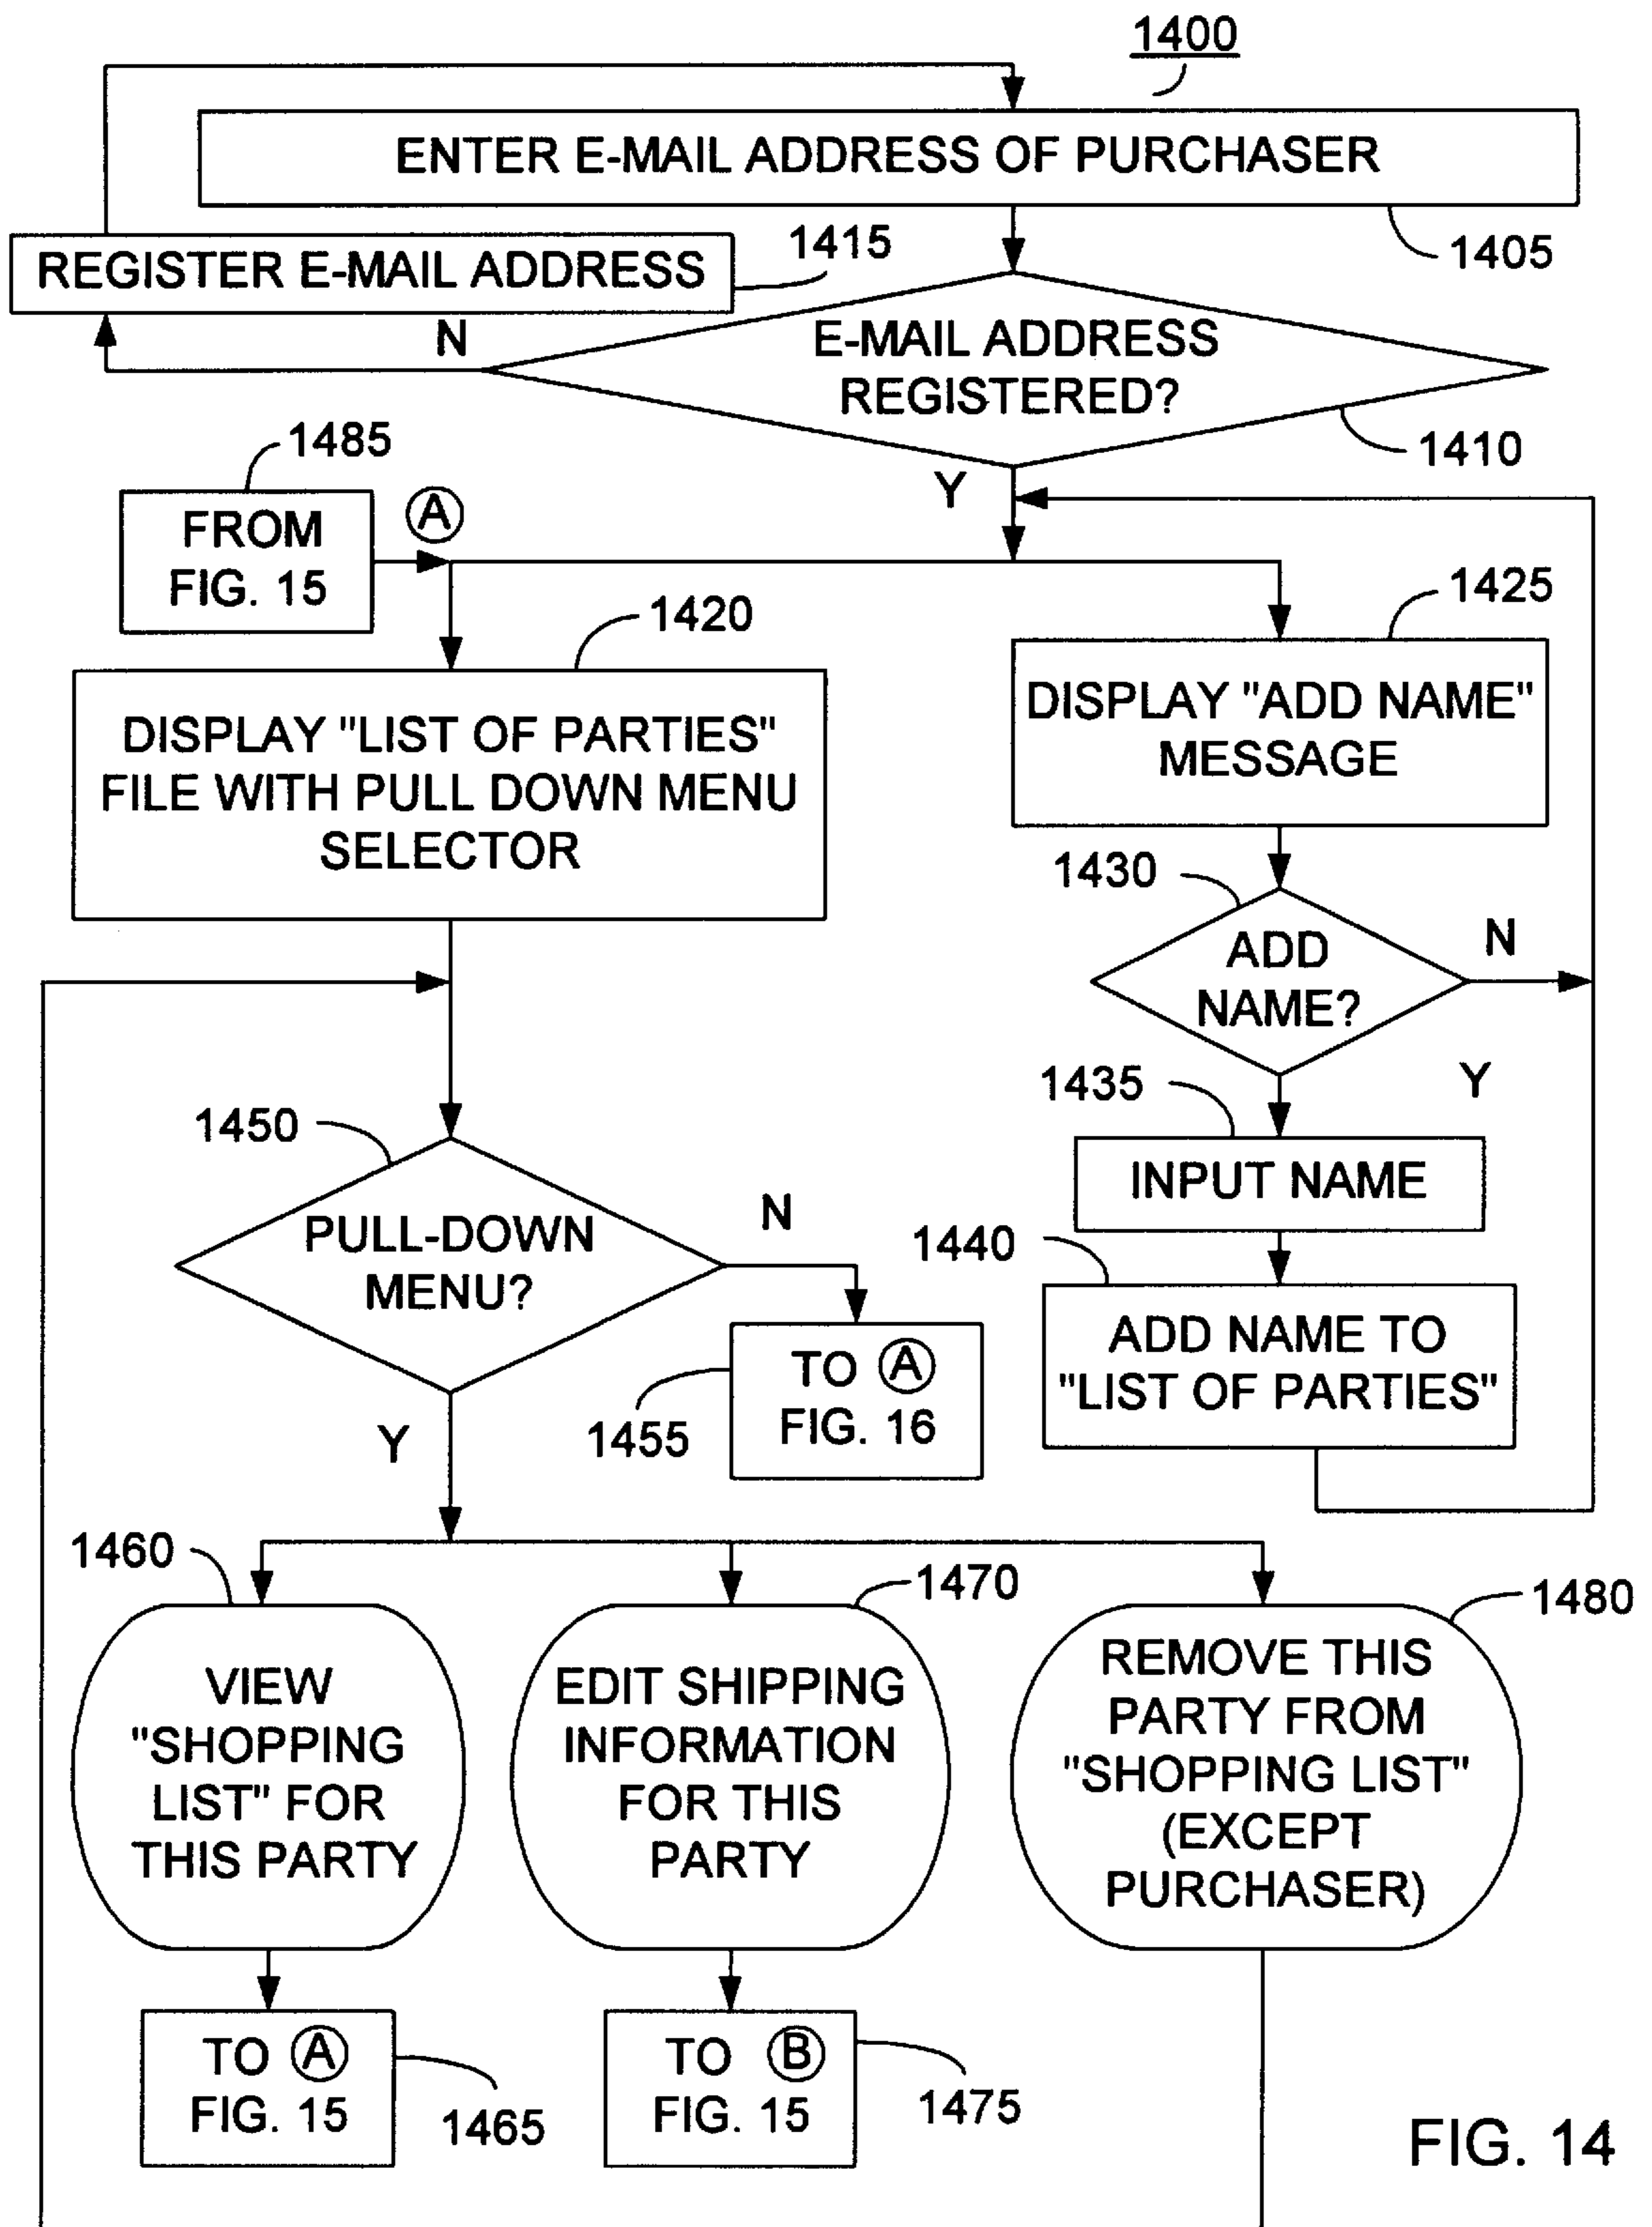 1400
ENTER E-MAIL ADDRESS OF PURCHASER
1405
REGISTER E-MAIL ADDRESS
1415
E-MAIL ADDRESS
REGISTERED?
N
1410
Y
1485
FROM
FIG. 15
A
1420
1425
DISPLAY "LIST OF PARTIES"
FILE WITH PULL DOWN MENU
SELECTOR
DISPLAY "ADD NAME"
MESSAGE
1430
ADD
NAME?
N
Y
1435
INPUT NAME
1440
ADD NAME TO
"LIST OF PARTIES"
1450
PULL-DOWN
MENU?
N
Y
1455
TO A
FIG. 16
1460
VIEW
"SHOPPING
LIST" FOR
THIS PARTY
1470
EDIT SHIPPING
INFORMATION
FOR THIS
PARTY
1480
REMOVE THIS
PARTY FROM
"SHOPPING LIST"
(EXCEPT
PURCHASER)
TO A
FIG. 15
1465
TO B
FIG. 15
1475
FIG. 14